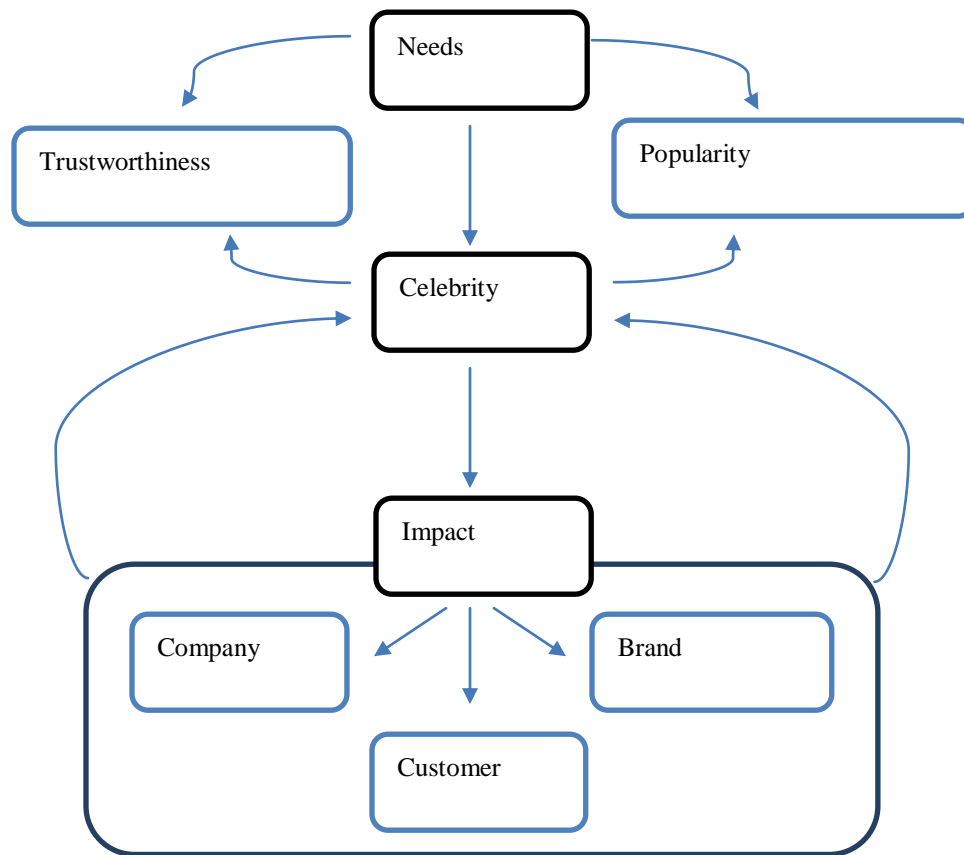 Needs
Trustworthiness
Popularity
Celebrity
Impact
Company
Brand
Customer